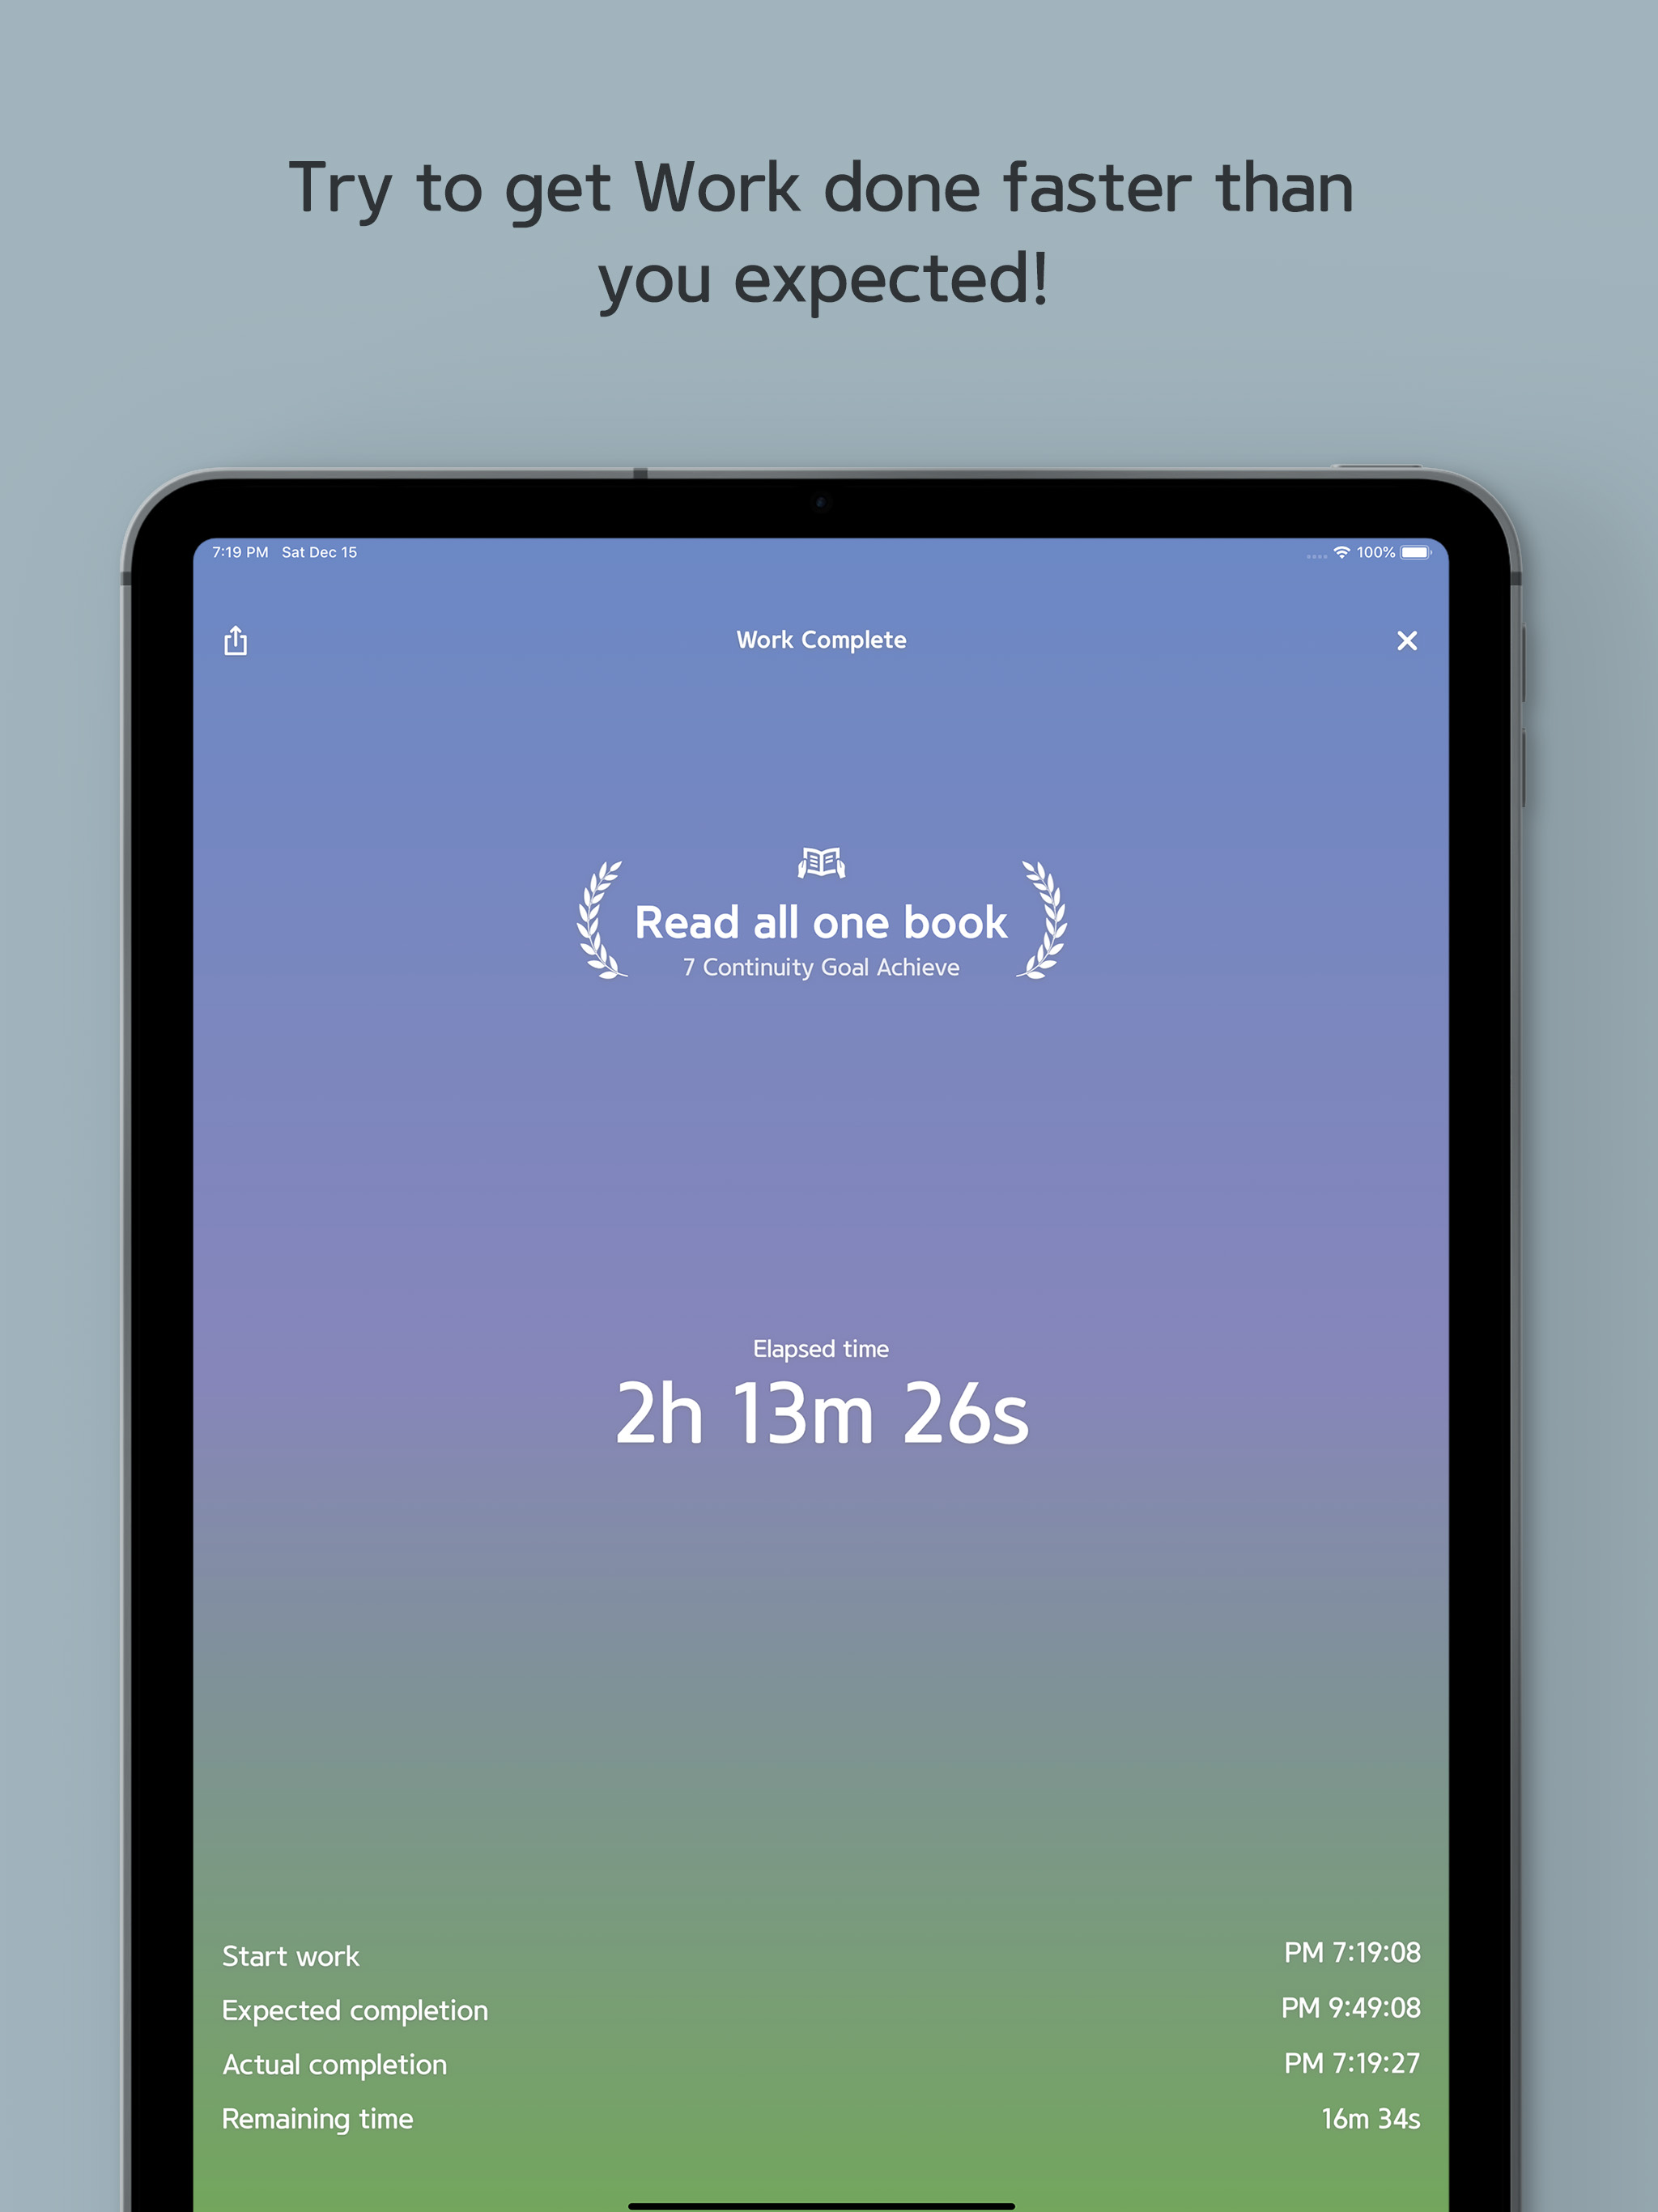 Try to get Work done faster than
you expected!
7:19 PM Sat Dec 15
100%
Work Complete
Read all one book
7 Continuity Goal Achieve
Elapsed time
2h 13m 26s
Start work PM 7:19:08
Expected completion PM 9:49:08
Actual completion PM 7:19:27
Remaining time 16m 34s